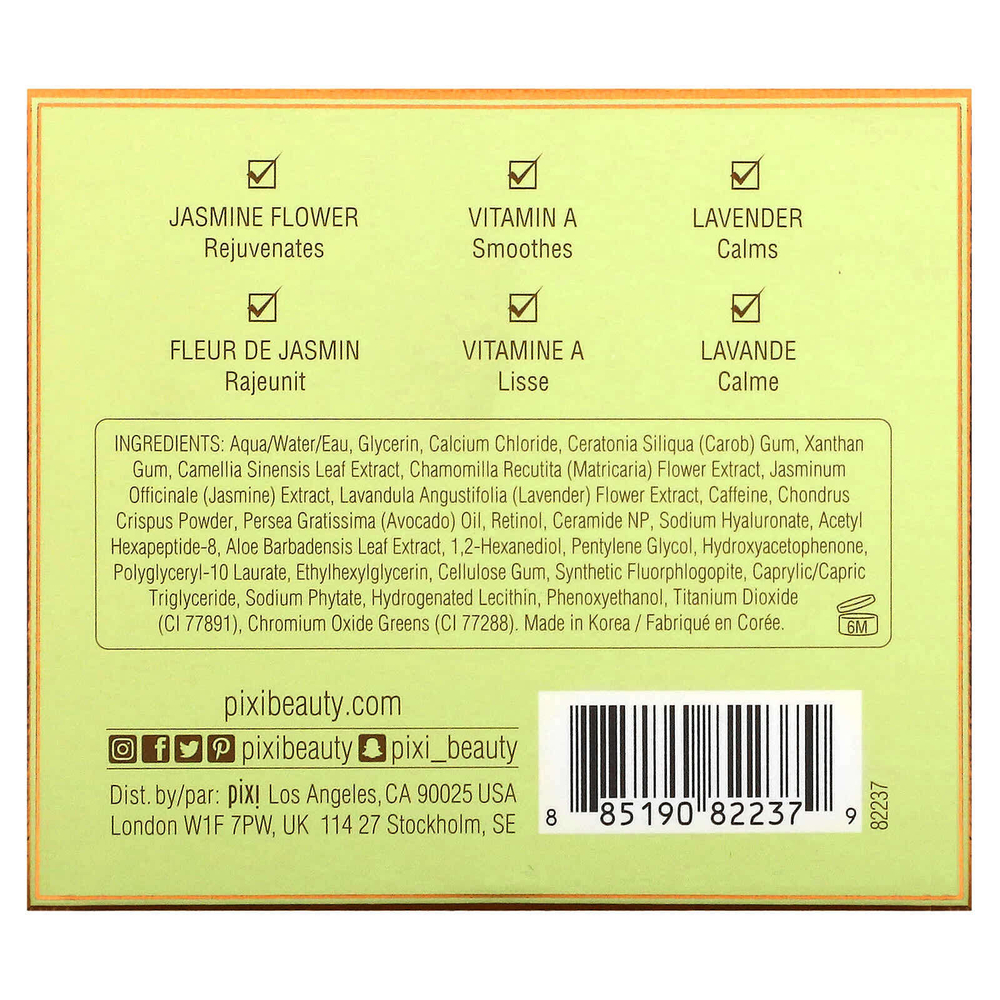 JASMINE FLOWER
Rejuvenates
VITAMIN A
Smoothes
LAVENDER
Calms
FLEUR DE JASMIN
Rajeunit
VITAMINE A
Lisse
LAVANDE
Calme
INGREDIENTS: Aqua/Water/Eau, Glycerin, Calcium Chloride, Ceratonia Siliqua (Carob) Gum, Xanthan
Gum, Camellia Sinensis Leaf Extract, Chamomilla Recutita (Matricaria) Flower Extract, Jasminum
Officinale (Jasmine) Extract, Lavandula Angustifolia (Lavender) Flower Extract, Caffeine, Chondrus
Crispus Powder, Persea Gratissima (Avocado) Oil, Retinol, Ceramide NP, Sodium Hyaluronate, Acetyl
Hexapeptide-8, Aloe Barbadensis Leaf Extract, 1,2-Hexanediol, Pentylene Glycol, Hydroxyacetophenone,
Polyglyceryl-10 Laurate, Ethylhexylglycerin, Cellulose Gum, Synthetic Fluorphlogopite, Caprylic/Capric
Triglyceride, Sodium Phytate, Hydrogenated Lecithin, Phenoxyethanol, Titanium Dioxide
(CI 77891), Chromium Oxide Greens (CI 77288). Made in Korea / Fabriqué en Corée.
6M
pixibeauty.com
pixibeauty pixi_beauty
Dist. by/par: pixi Los Angeles, CA 90025 USA
London W1F 7PW, UK 114 27 Stockholm, SE
8 85190 82237 9
82237